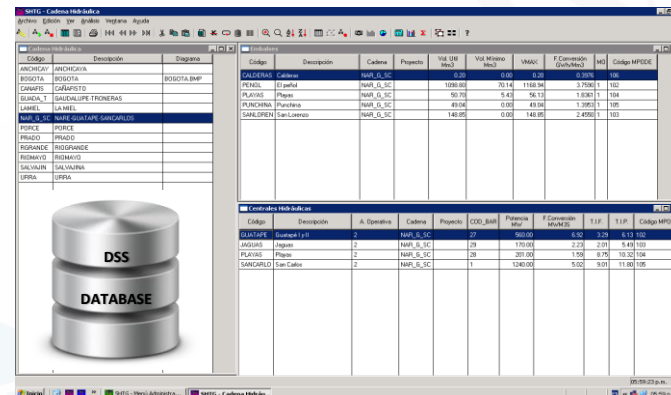 SHTG - Cadena Hidráulica
Archivo Edición Ver Análisis Ventana Ayuda
Cadena Hidráulica
Código Descripción Diagrama
ANCHICAY ANCHICAYA
BOGOTA BOGOTA BOGOTA.BMP
CANAFIS CAÑAFISTO
GUADA_T GAUDALUPE-TRONERAS
LAMIEL LA MIEL
NAR_G_SC NARE-GUATAPE-SANCARLOS
PORCE PORCE
PRADO PRADO
RGRANDE RIOGRANDE
RIOMAYO RIOMAYO
SALVAJIN SALVAJINA
URRA URRA
DSS
DATABASE
Embalses
Código Descripción Cadena Proyecto Vol. Util Mm3 Vol. Mínimo Mm3 VMAX F.Conversión GWh/Mm3 MO Código MPODE
CALDERAS Calderas NAR_G_SC 0.20 0.00 0.20 0.3976 106
PENOL El peñol NAR_G_SC 1098.80 70.14 1168.94 3.7590 1 102
PLAYAS Playas NAR_G_SC 50.70 5.43 56.13 1.8361 1 104
PUNCHINA Punchina NAR_G_SC 49.04 0.00 49.04 1.3953 1 105
SANLOREN San Lorenzo NAR_G_SC 148.85 0.00 148.85 2.4550 1 103
Centrales Hidráulicas
Código Descripción A. Operativa Cadena Proyecto COD_BAR Potencia MW F.Conversión MW/M3S T.I.F. T.I.P. Código MPO
GUATAPE Guatapé I y II 2 NAR_G_SC 27 560.00 6.92 3.29 6.13 102
JAGUAS Jaguas 2 NAR_G_SC 29 170.00 2.23 2.01 5.49 103
PLAYAS Playas 2 NAR_G_SC 28 201.00 1.59 8.75 10.32 104
SANCARLO San Carlos 2 NAR_G_SC 1 1240.00 5.02 9.01 11.80 105
05:59:23 p.m.
Inicio SHTG - Menú Administra... SHTG - Cadena Hidráu...